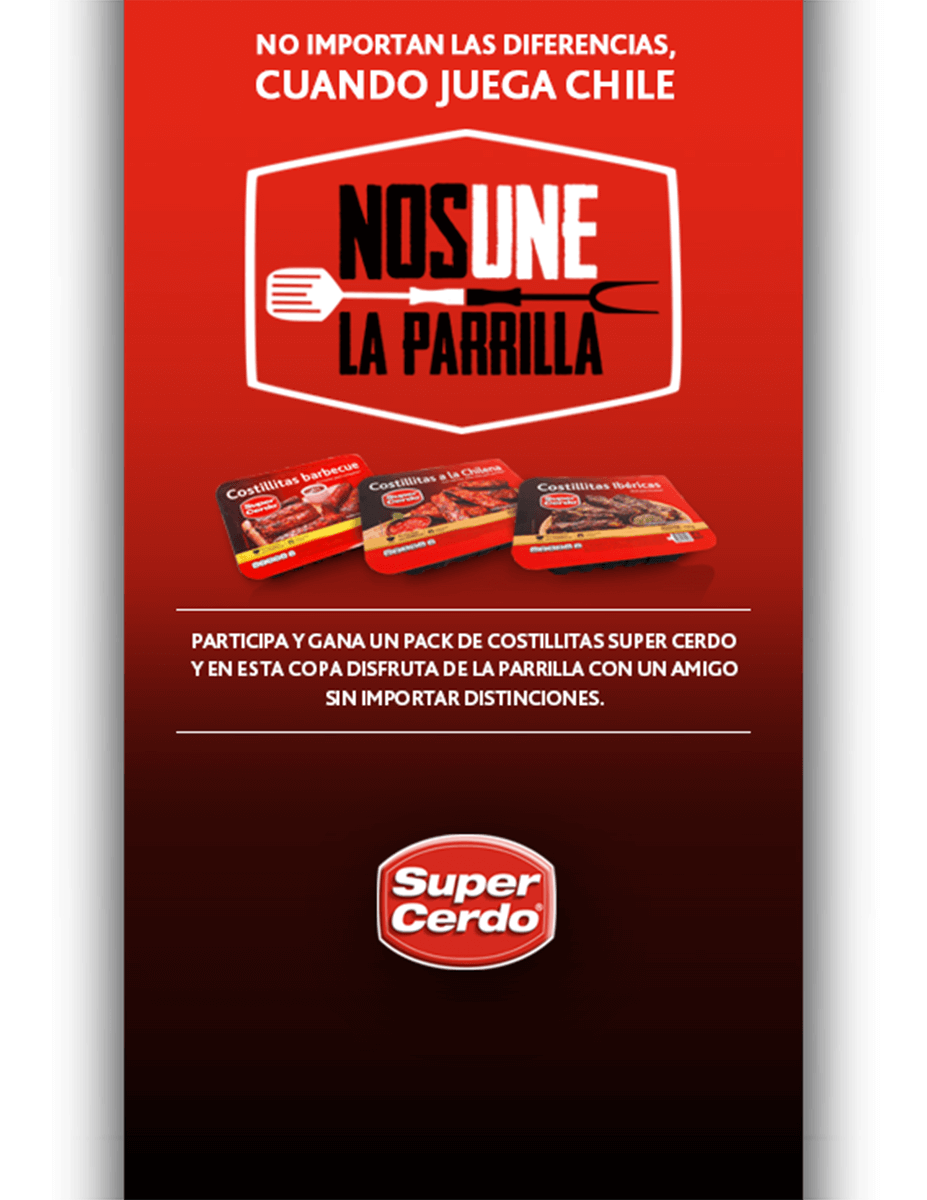 NO IMPORTAN LAS DIFERENCIAS,
CUANDO JUEGA CHILE
NOSUNE
LA PARRILLA
Costillitas barbecue
Super
Cerdo
Costillitas a la Chilena
Super
Cerdo
Costillitas Ibéricas
Super
Cerdo
PARTICIPA Y GANA UN PACK DE COSTILLITAS SUPER CERDO
Y EN ESTA COPA DISFRUTA DE LA PARRILLA CON UN AMIGO
SIN IMPORTAR DISTINCIONES.
Super
Cerdo®